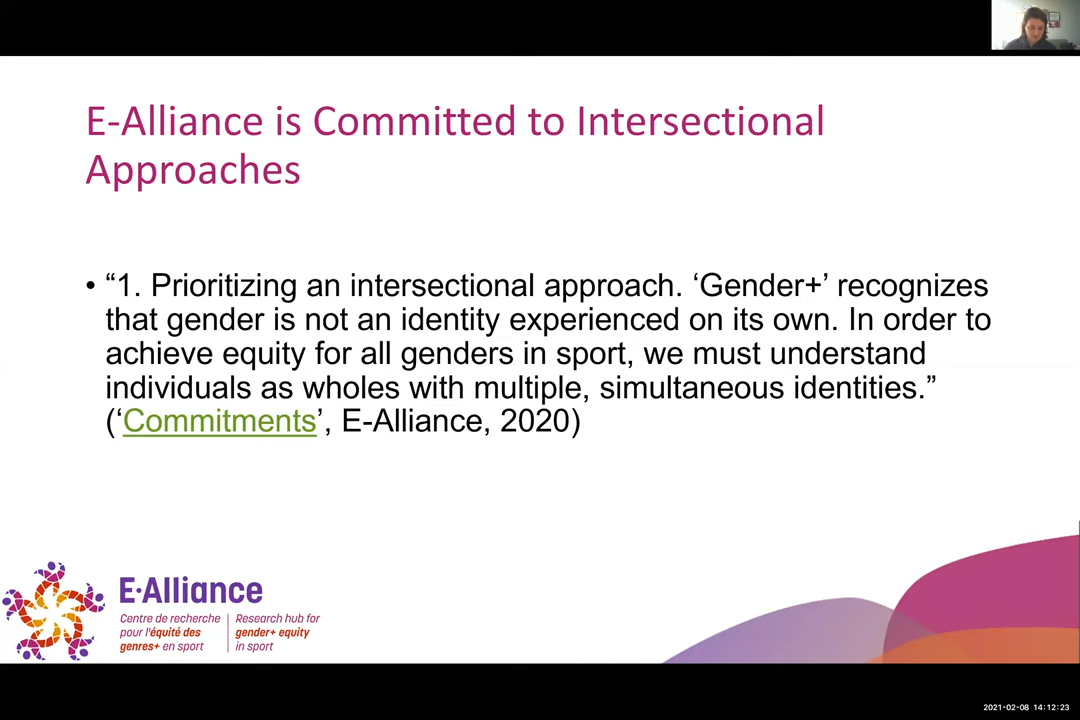 E-Alliance is Committed to Intersectional
Approaches
• “1. Prioritizing an intersectional approach. ‘Gender+’ recognizes
that gender is not an identity experienced on its own. In order to
achieve equity for all genders in sport, we must understand
individuals as wholes with multiple, simultaneous identities.”
(‘Commitments’, E-Alliance, 2020)
E·Alliance
Centre de recherche
pour l'équité des
genres+ en sport
Research hub for
gender+ equity
in sport
2021-02-08 14:12:23